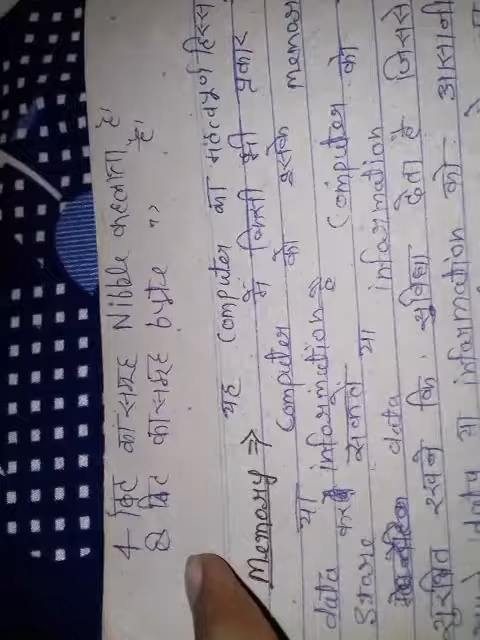 4 बिट का समूह Nibble कहलाता है।
8 बिट का समूह byte " है।
Memory ⇒ यह Computer का महत्वपूर्ण हिस्सा
Computer में किसी भी प्रकार
या Computer को इसके memory
data information है Computer को
कर सकते या information
Store data
सुरक्षित रखने कि सुविधा देता है जिससे
data या information को आसानी